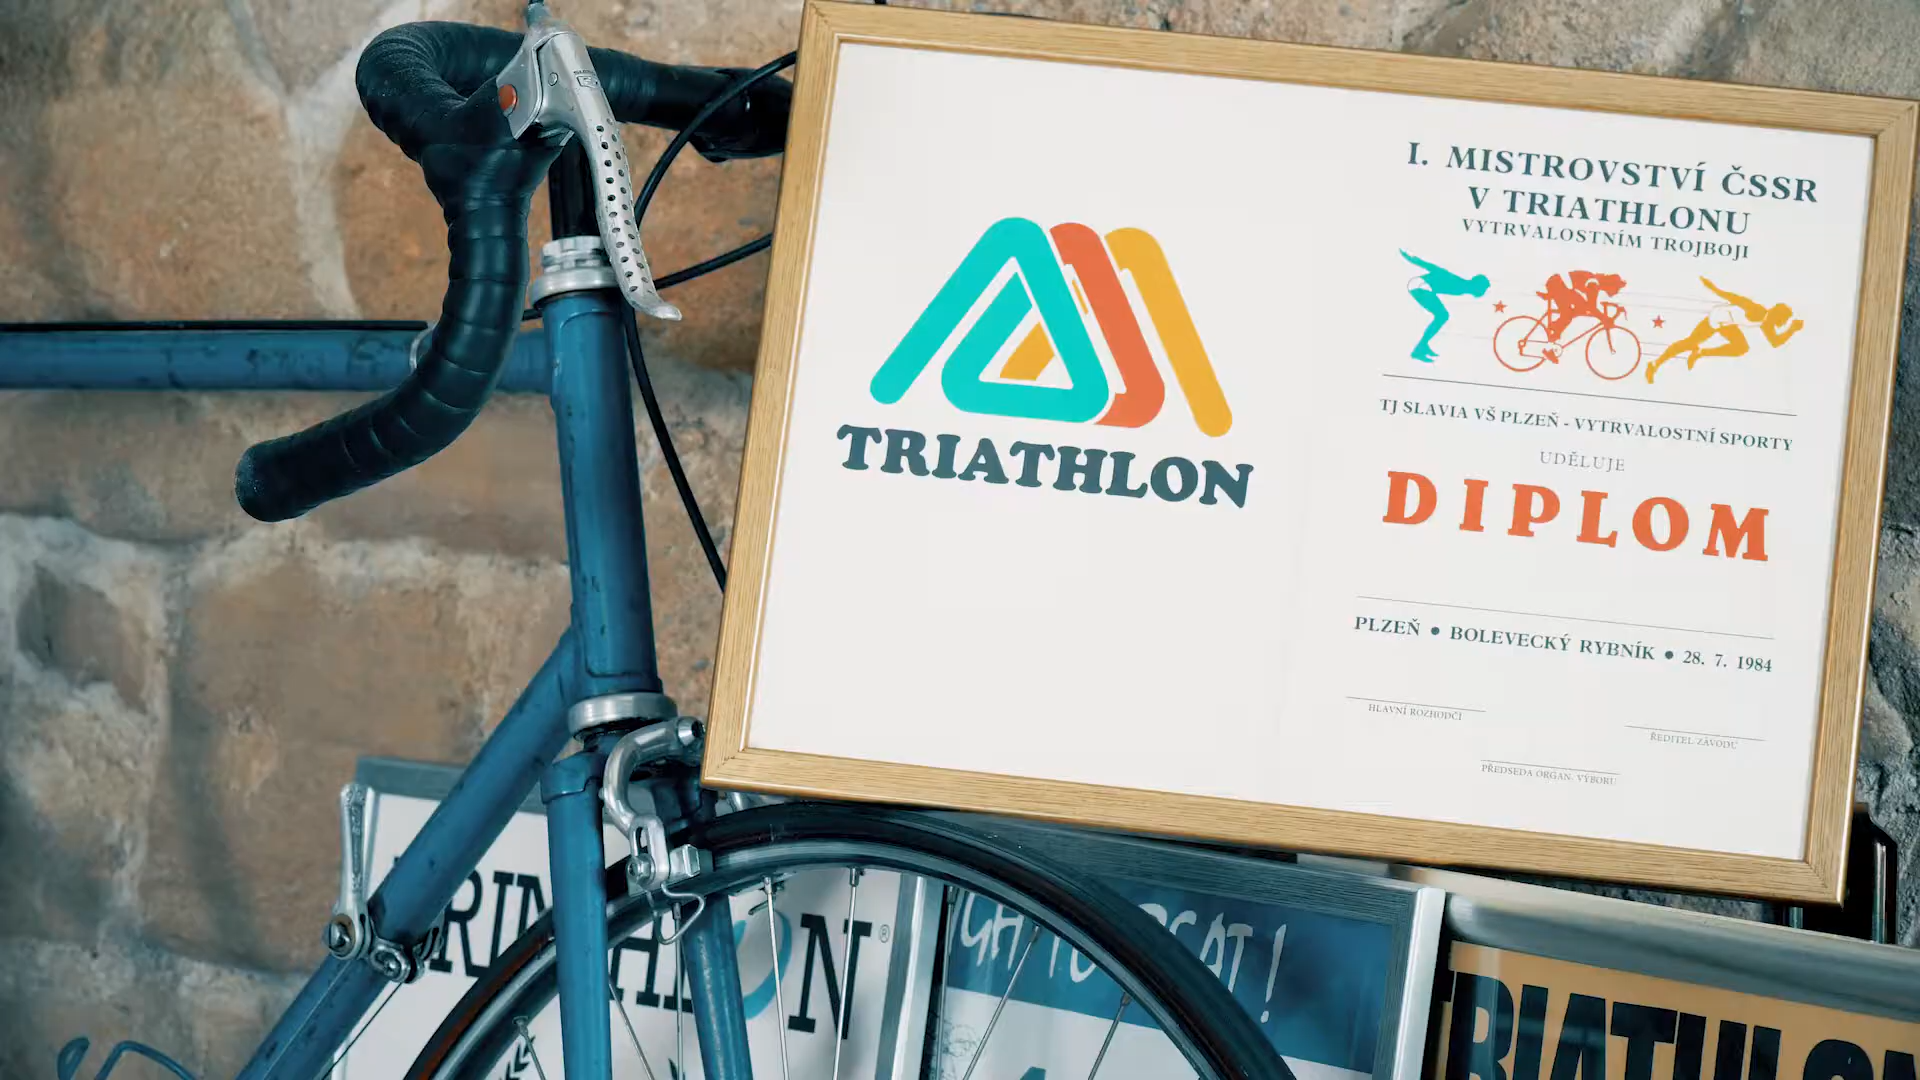 TRIATHLON
I. MISTROVSTVÍ ČSSR
V TRIATHLONU
VYTRVALOSTNÍM TROJBOJI
TJ SLAVIA VŠ PLZEŇ - VYTRVALOSTNÍ SPORTY
UDĚLUJE
DIPLOM
PLZEŇ • BOLEVECKÝ RYBNÍK • 28. 7. 1984
HLAVNÍ ROZHODČÍ
ŘEDITEL ZÁVODU
PŘEDSEDA ORGAN. VÝBORU